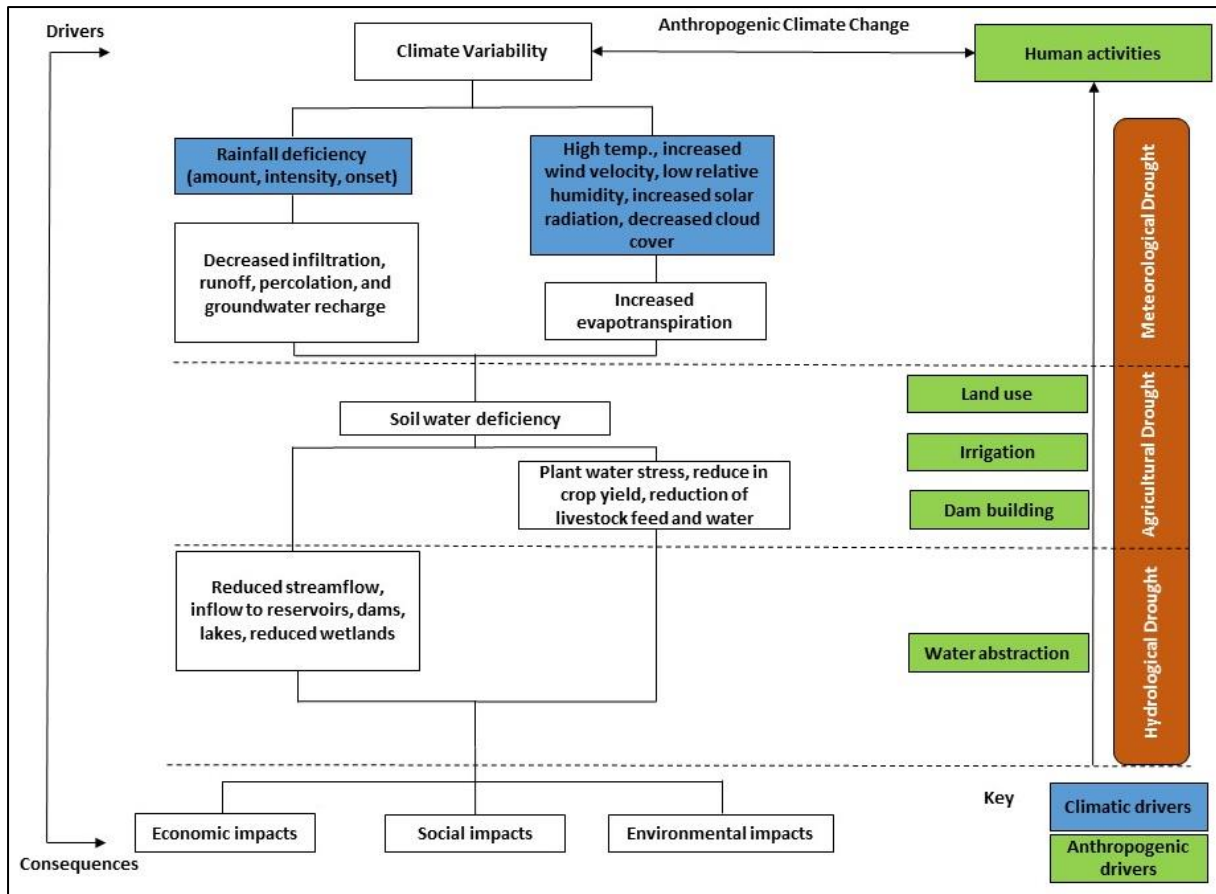 Drivers
Anthropogenic Climate Change
Climate Variability
Human activities
Rainfall deficiency
(amount, intensity, onset)
High temp., increased
wind velocity, low relative
humidity, increased solar
radiation, decreased cloud
cover
Decreased infiltration,
runoff, percolation, and
groundwater recharge
Increased
evapotranspiration
Meteorological Drought
Soil water deficiency
Plant water stress, reduce in
crop yield, reduction of
livestock feed and water
Land use
Irrigation
Dam building
Agricultural Drought
Reduced streamflow,
inflow to reservoirs, dams,
lakes, reduced wetlands
Water abstraction
Hydrological Drought
Economic impacts
Social impacts
Environmental impacts
Consequences
Key
Climatic drivers
Anthropogenic
drivers